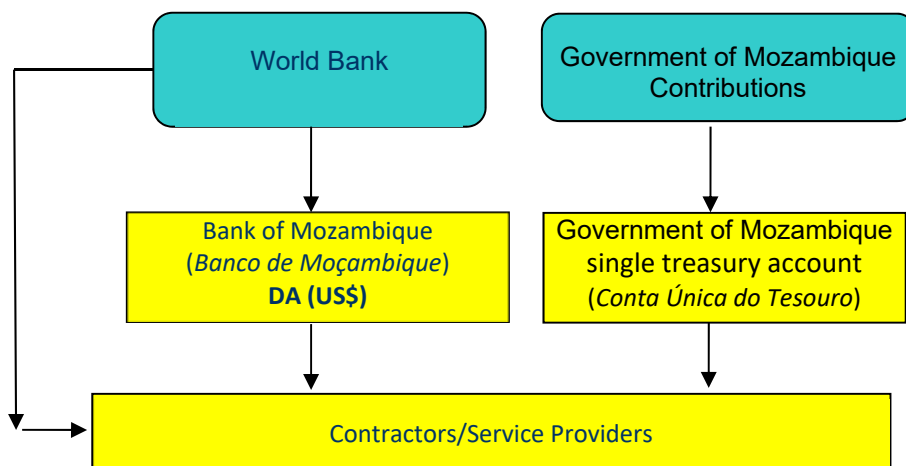 World Bank
Government of Mozambique
Contributions
Bank of Mozambique
(Banco de Moçambique)
DA (US$)
Government of Mozambique
single treasury account
(Conta Única do Tesouro)
Contractors/Service Providers